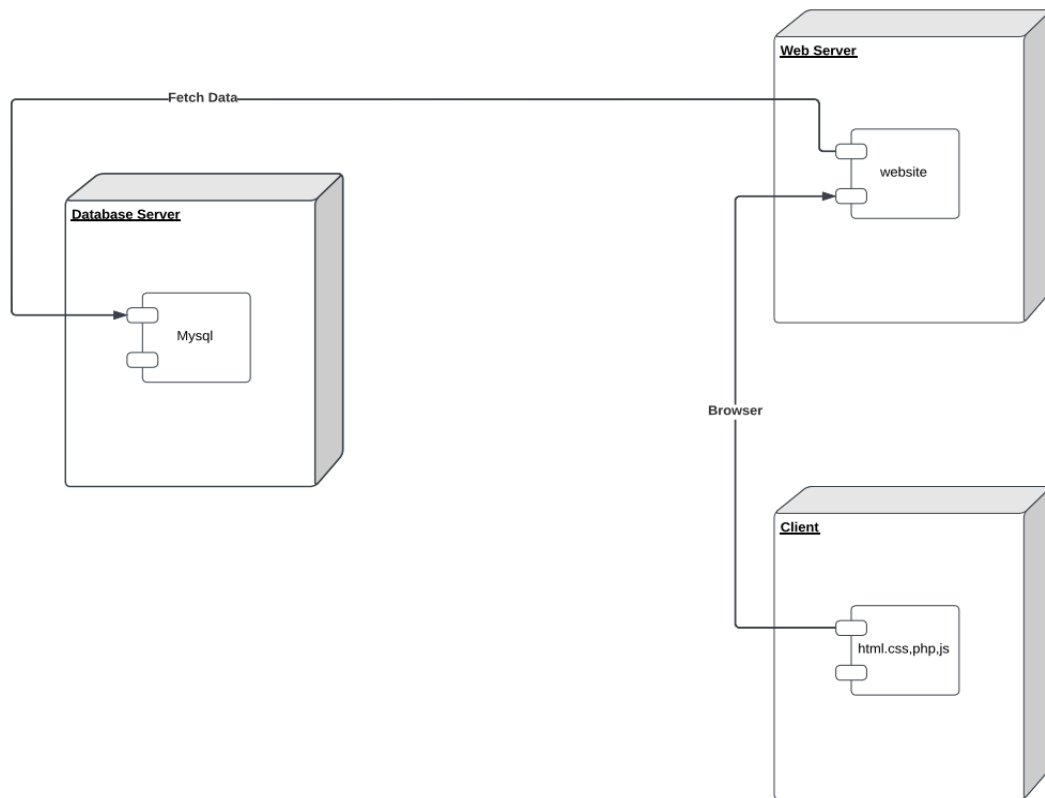 Web Server
Fetch Data
website
Database Server
Mysql
Browser
Client
html.css,php,js